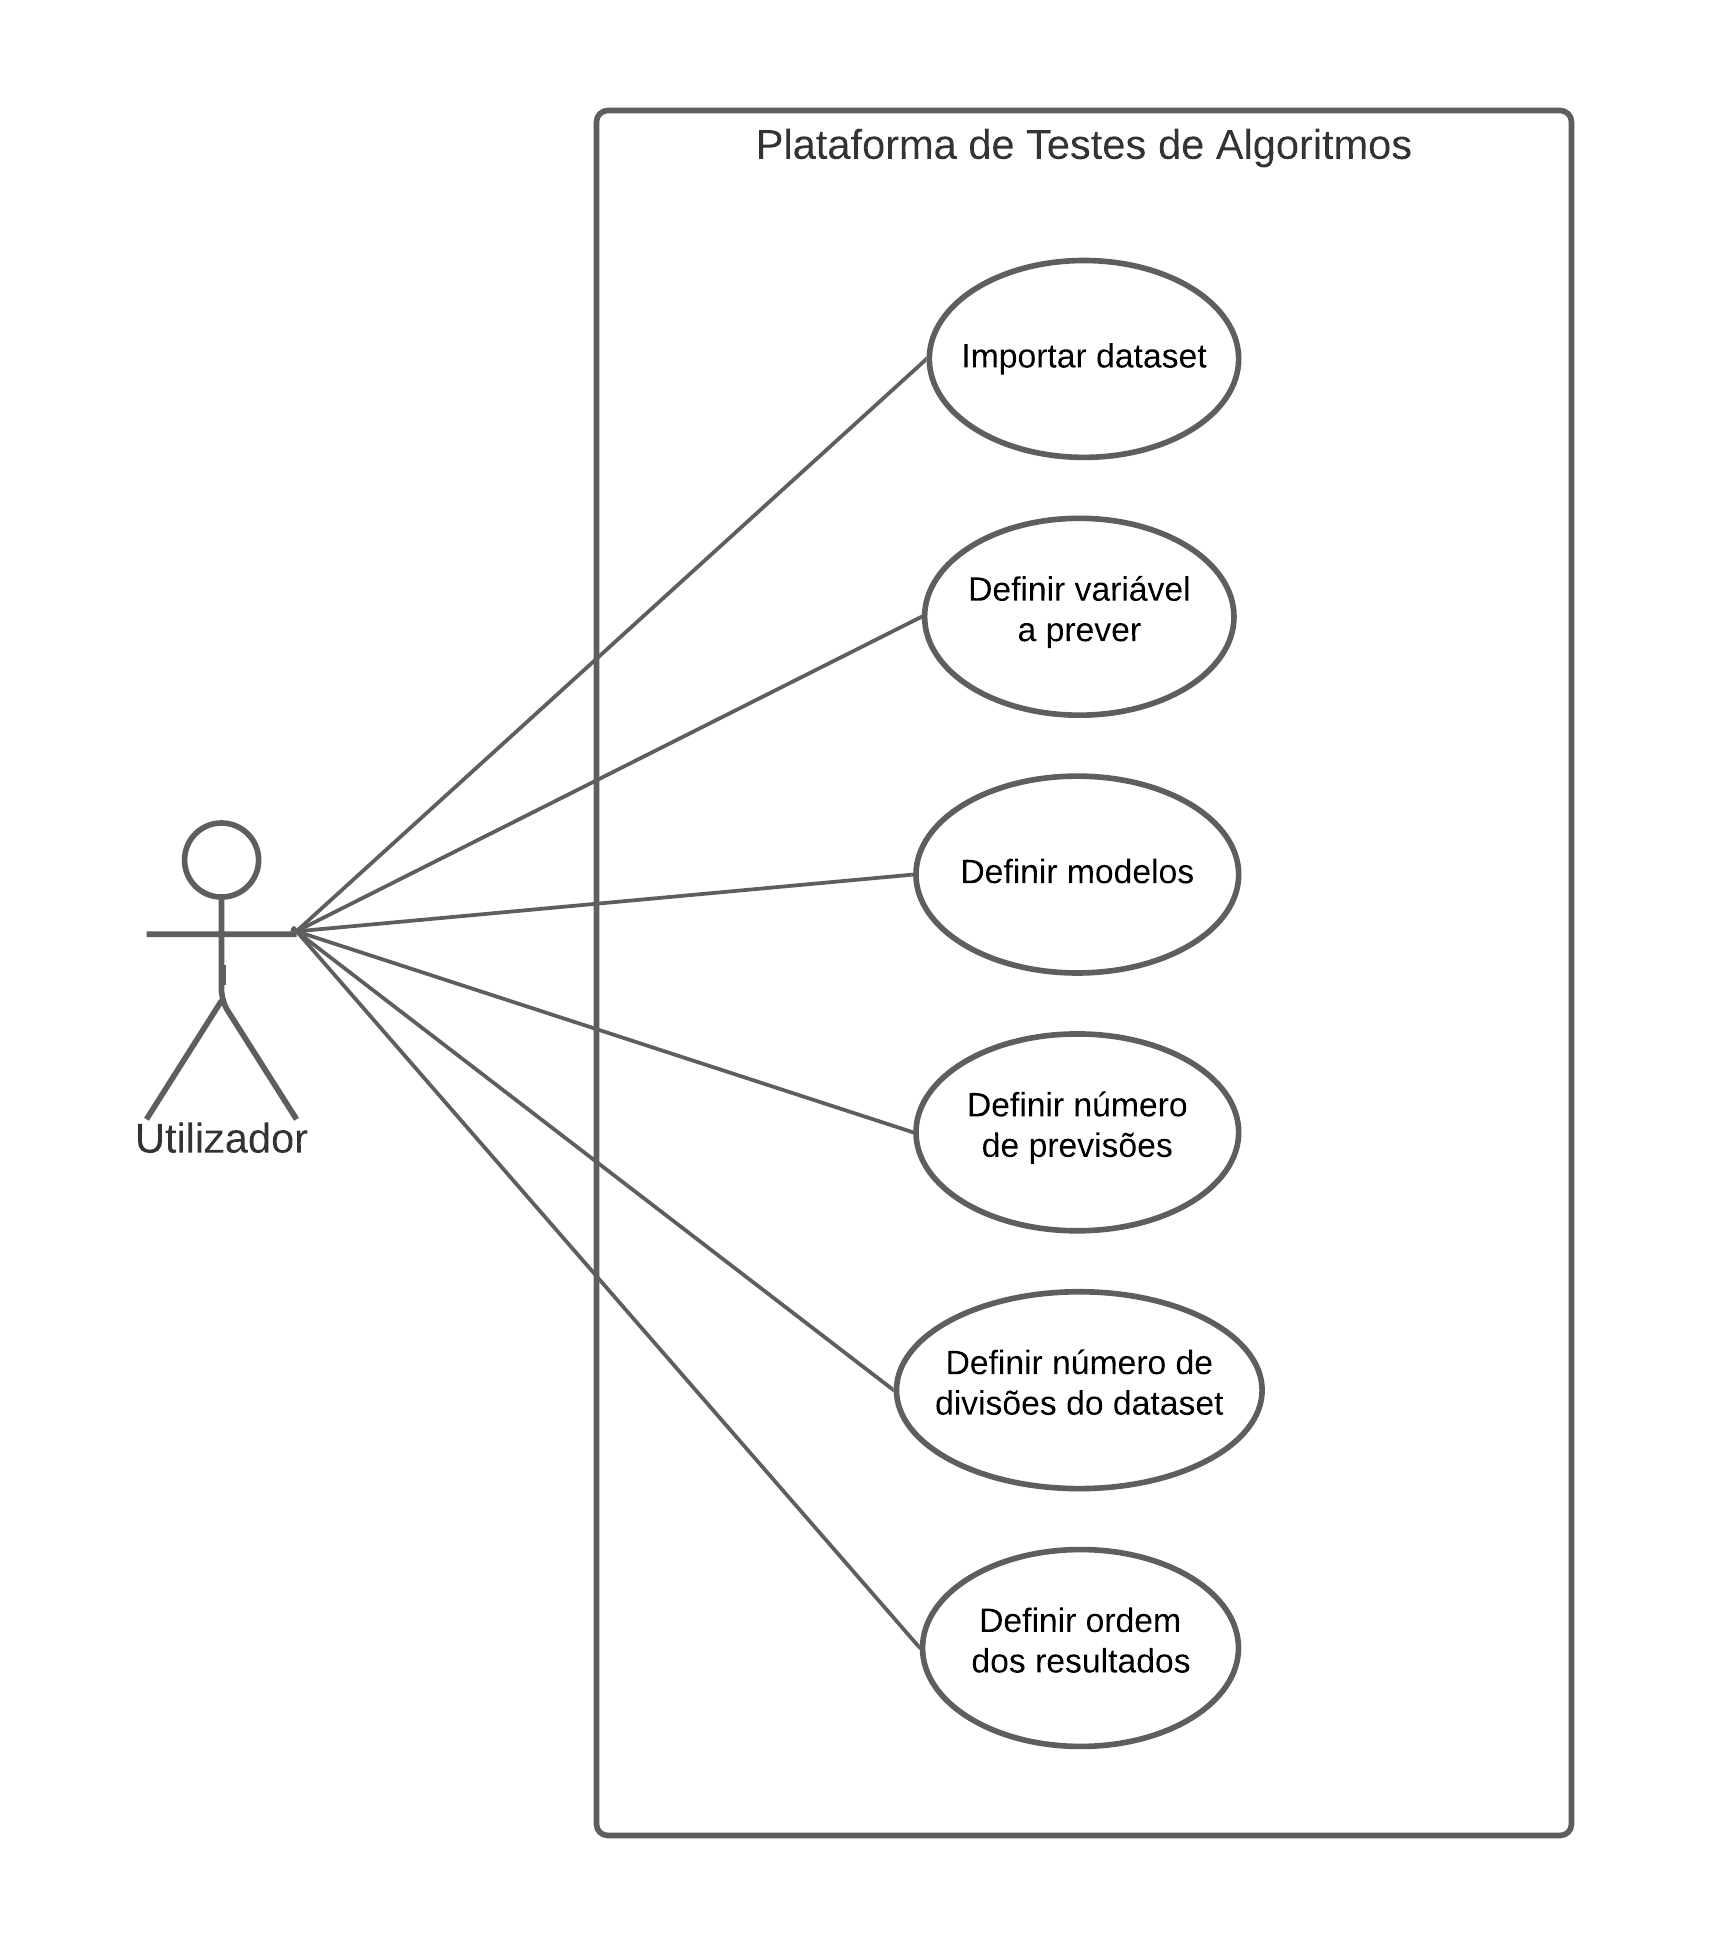 Plataforma de Testes de Algoritmos
Importar dataset
Definir variável
a prever
Definir modelos
Definir número
de previsões
Utilizador
Definir número de
divisões do dataset
Definir ordem
dos resultados